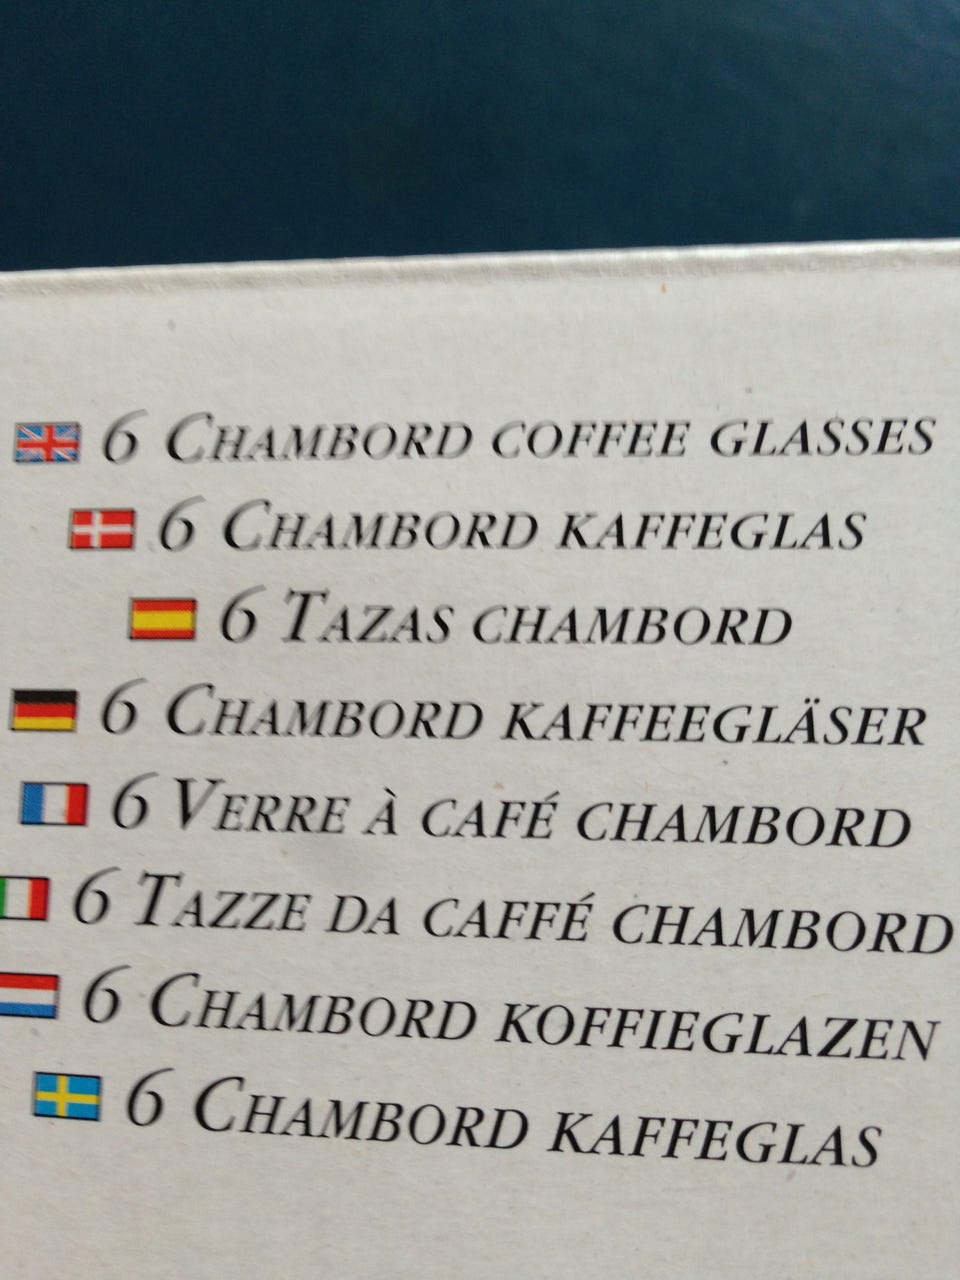 6 CHAMBORD COFFEE GLASSES
6 CHAMBORD KAFFEGLAS
6 TAZAS CHAMBORD
6 CHAMBORD KAFFEEGLÄSER
6 VERRE À CAFÉ CHAMBORD
6 TAZZE DA CAFFÉ CHAMBORD
6 CHAMBORD KOFFIEGLAZEN
6 CHAMBORD KAFFEGLAS